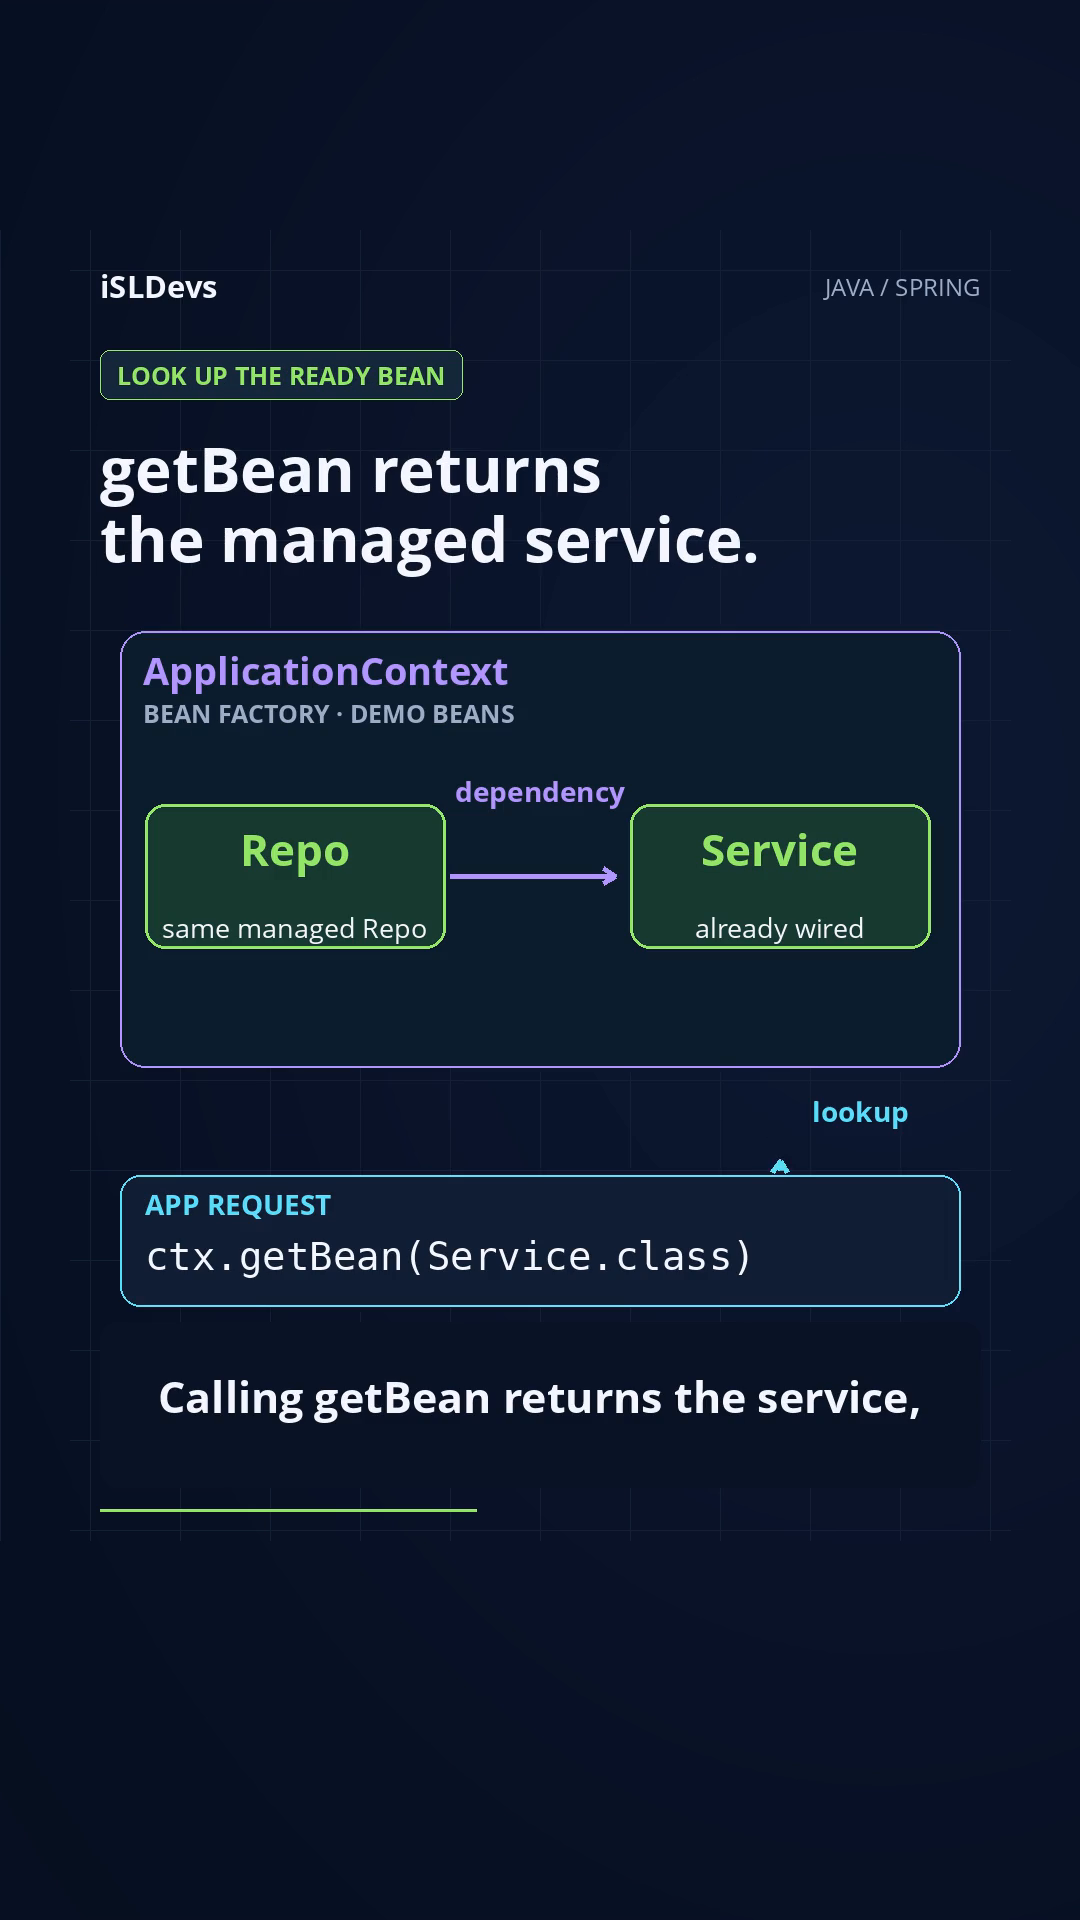 iSLDevs
JAVA / SPRING
LOOK UP THE READY BEAN
getBean returns
the managed service.
ApplicationContext
BEAN FACTORY · DEMO BEANS
dependency
Repo
same managed Repo
Service
already wired
lookup
APP REQUEST
ctx.getBean(Service.class)
Calling getBean returns the service,